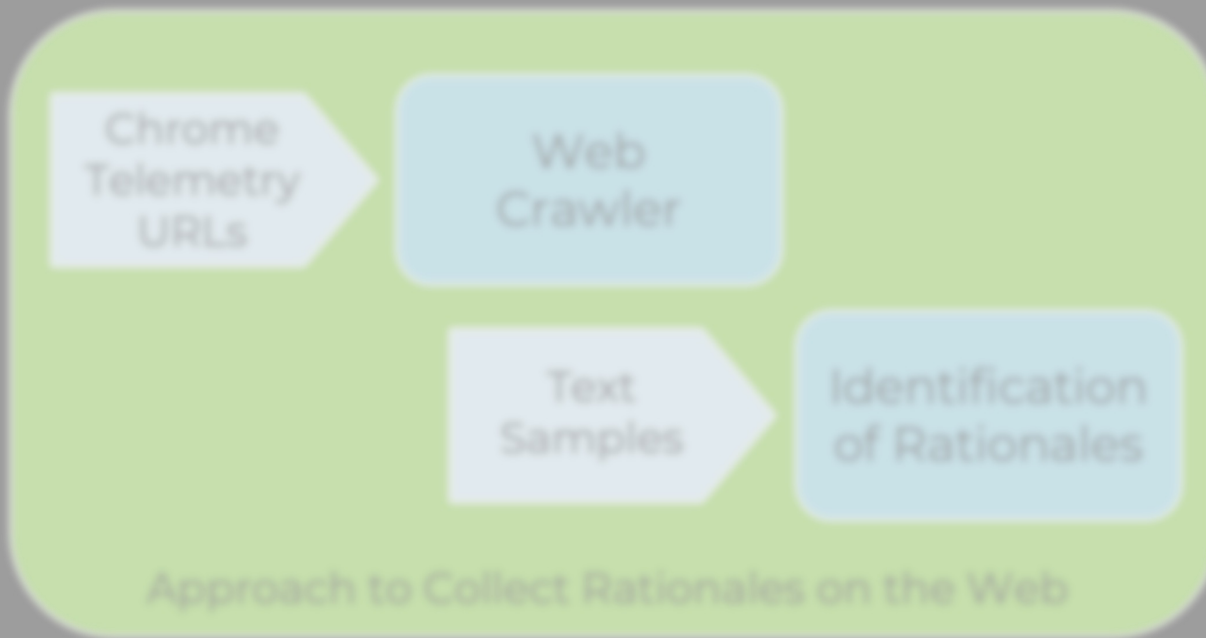 Chrome
Telemetry
URLs
Web
Crawler
Text
Samples
Identification
of Rationales
Approach to Collect Rationales on the Web